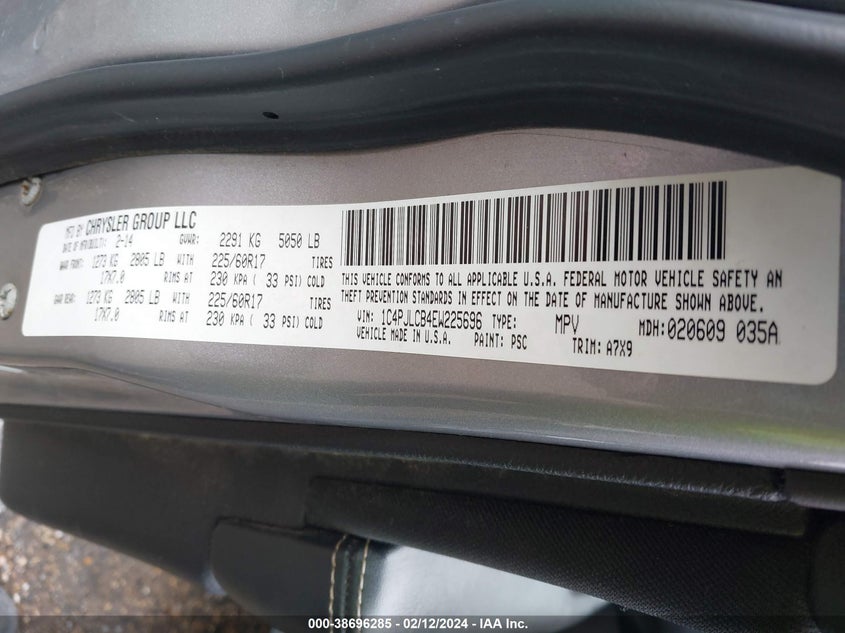 MFD BY CHRYSLER GROUP LLC
DATE OF MFR/BUILT: 2-14 GVWR: 2291 KG 5050 LB
GAWR FRONT: 1273 KG 2805 LB WITH 225/60R17 TIRES
17X7.0 RIMS AT 230 KPA ( 33 PSI) COLD
GAWR REAR: 1273 KG 2805 LB WITH 225/60R17 TIRES
17X7.0 RIMS AT 230 KPA ( 33 PSI) COLD
THIS VEHICLE CONFORMS TO ALL APPLICABLE U.S.A. FEDERAL MOTOR VEHICLE SAFETY AN
THEFT PREVENTION STANDARDS IN EFFECT ON THE DATE OF MANUFACTURE SHOWN ABOVE.
VIN: 1C4PJLCB4EW225696 TYPE: MPV MDH:020609 035A
VEHICLE MADE IN U.S.A. PAINT: PSC TRIM: A7X9
000-38696285 - 02/12/2024 - IAA Inc.